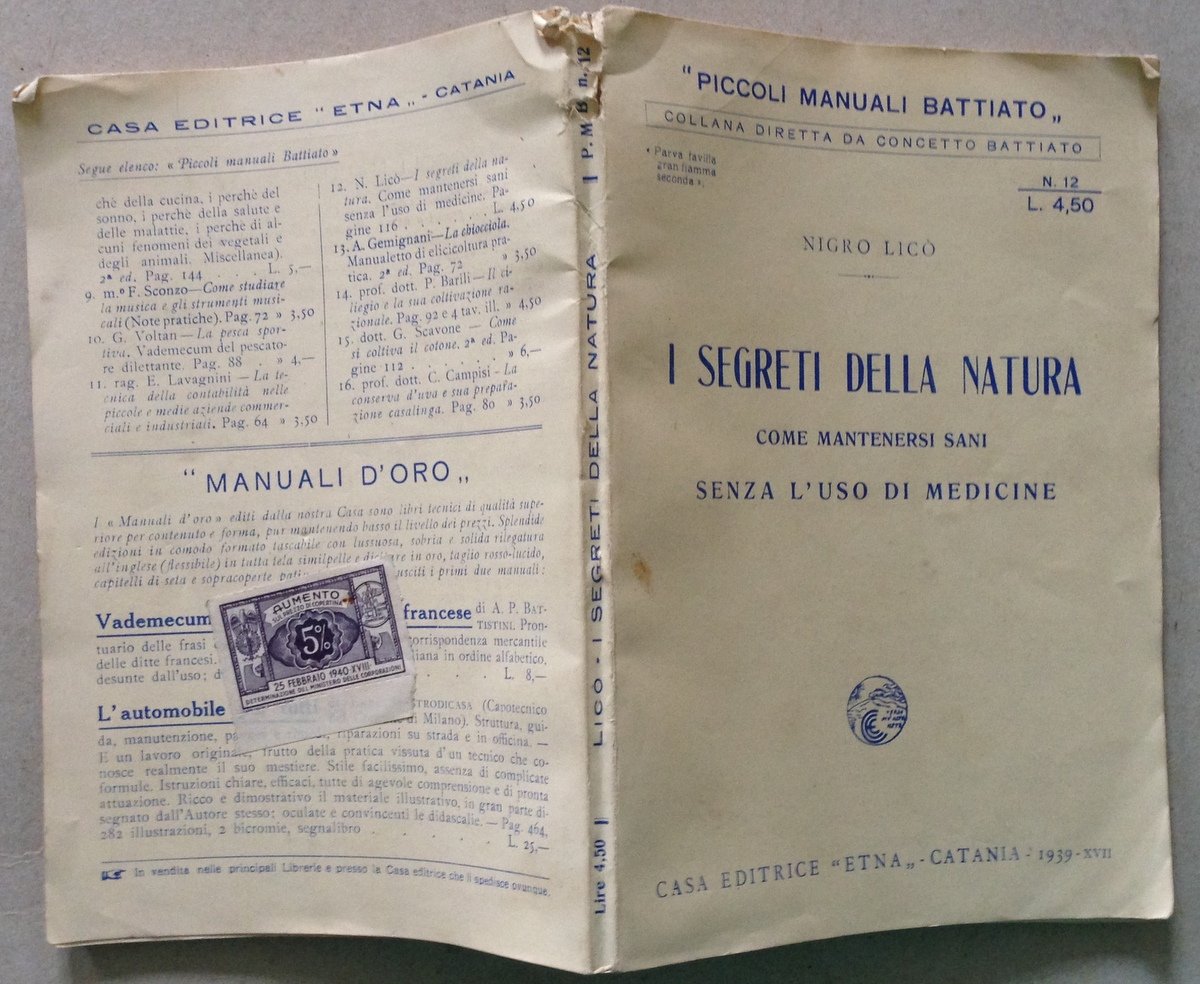 CASA EDITRICE "ETNA„ - CATANIA
Segue elenco: « Piccoli manuali Battiato »
chè della cucina, i perchè del
sonno, i perchè della salute e
delle malattie, i perchè di al-
cuni fenomeni dei vegetali e
degli animali. Miscellanea).
2ª ed. Pag. 144 . . . . L. 5,—
9. m.º F. Sconzo—Come studiare
la musica e gli strumenti musi-
cali (Note pratiche). Pag. 72 » 3,50
10. G. Voltan—La pesca spor-
tiva. Vademecum del pescato-
re dilettante. Pag. 88 » 4,—
11. rag. E. Lavagnini — La te-
cnica della contabilità nelle
piccole e medie aziende commer-
ciali e industriali. Pag. 64 » 3,50
12. N. Licò—I segreti della na-
tura. Come mantenersi sani
senza l'uso di medicine. Pa-
gine 116 . . . . . L. 4,50
13. A. Gemignani—La chiocciola.
Manualetto di elicicoltura pra-
tica. 2ª ed. Pag. 72 » 3,50
14. prof. dott. P. Barili—Il ci-
liegio e la sua coltivazione ra-
zionale. Pag. 92 e 4 tav. ill. » 4,50
15. dott. G. Scavone — Come
si coltiva il cotone. 2ª ed. Pa-
gine 112 . . . . . » 6,—
16. prof. dott. C. Campisi - La
conserva d'uva e sua prepara-
zione casalinga. Pag. 80 » 3,50
"MANUALI D'ORO„
I « Manuali d'oro » editi dalla nostra Casa sono libri tecnici di qualità supe-
riore per contenuto e forma, pur mantenendo basso il livello dei prezzi. Splendide
edizioni in comodo formato tascabile con lussuosa, sobria e solida rilegatura
all'inglese (flessibile) in tutta tela similpelle e diciture in oro, taglio rosso-lucido,
capitelli di seta e sopracoperte usciti i primi due manuali:
Vademecum francese di A. P. BAT-
TISTINI. Pron-
tuario delle frasi corrispondenza mercantile
delle ditte francesi. liana in ordine alfabetico,
desunte dall'uso; L. 8,—
AUMENTO
SUL PREZZO DI COPERTINA
5%
25 FEBBRAIO 1940-XVIII
DETERMINAZIONE DEL MINISTERO DELLE CORPORAZIONI
L'automobile STRODICASA (Capotecnico
di Milano). Struttura, gui-
da, manutenzione, riparazioni su strada e in officina. —
E un lavoro originale, frutto della pratica vissuta d'un tecnico che co-
nosce realmente il suo mestiere. Stile facilissimo, assenza di complicate
formule. Istruzioni chiare, efficaci, tutte di agevole comprensione e di pronta
attuazione. Ricco e dimostrativo il materiale illustrativo, in gran parte di-
segnato dall'Autore stesso; oculate e convincenti le didascalie. — Pag. 464,
282 illustrazioni, 2 bicromie, segnalibro . . . . . L. 25,—
In vendita nelle principali Librerie e presso la Casa editrice che li spedisce ovunque.
Lire 4,50 | LICÒ - I SEGRETI DELLA NATURA | P. M. B. n. 12
"PICCOLI MANUALI BATTIATO„
COLLANA DIRETTA DA CONCETTO BATTIATO
« Parva favilla
gran fiamma
seconda ».
N. 12
L. 4,50
NIGRO LICÒ
I SEGRETI DELLA NATURA
COME MANTENERSI SANI
SENZA L'USO DI MEDICINE
CASA EDITRICE "ETNA„ - CATANIA - 1939-XVII